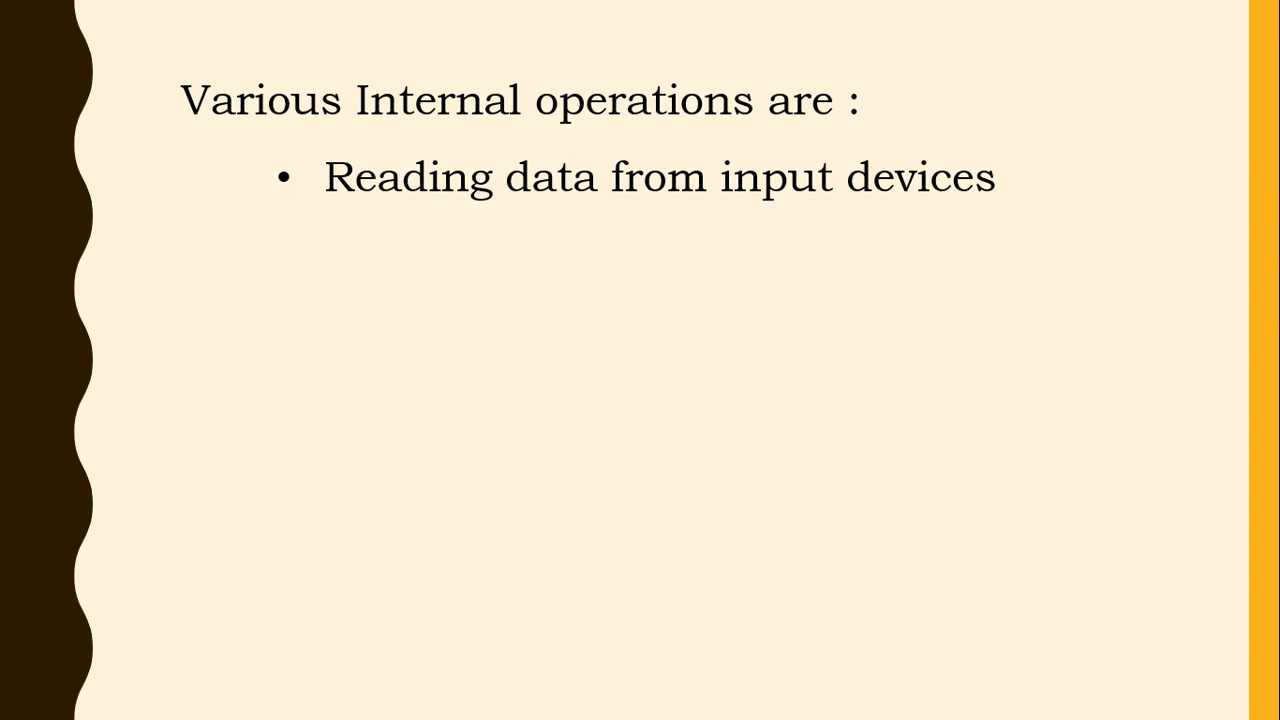 Various Internal operations are :
• Reading data from input devices